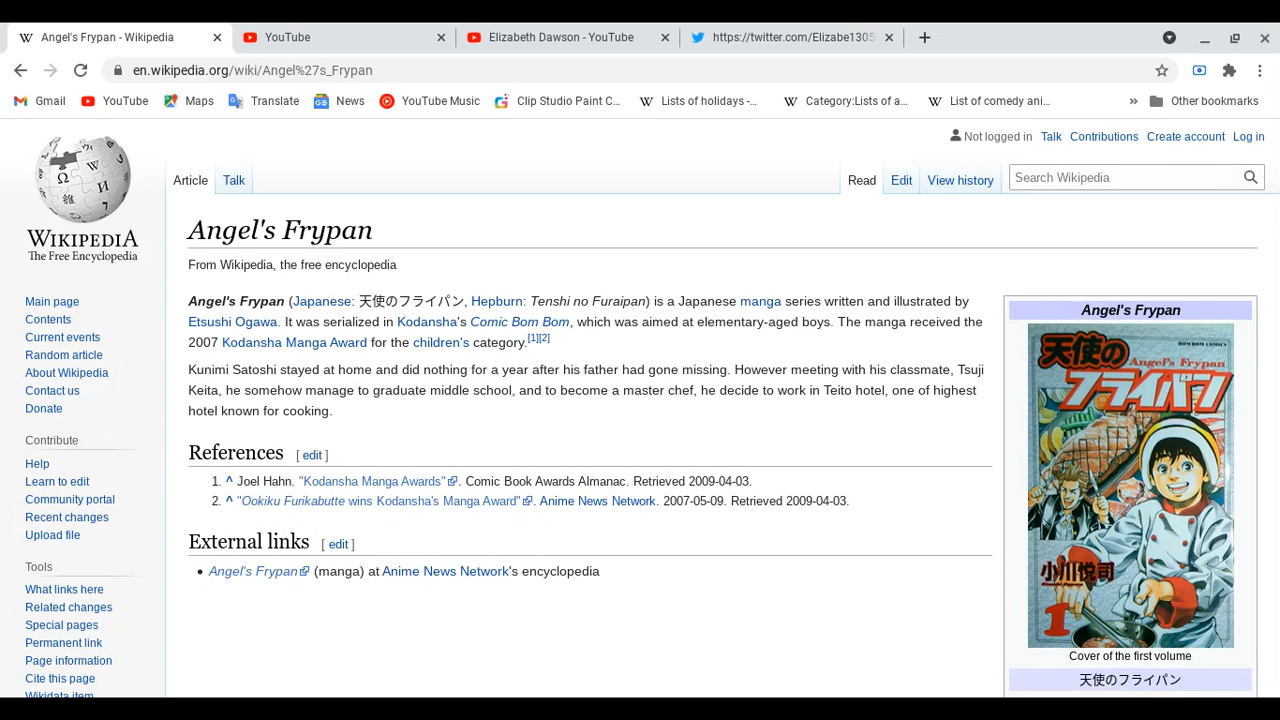 Angel's Frypan - Wikipedia
YouTube
Elizabeth Dawson - YouTube
https://twitter.com/Elizabe1305
en.wikipedia.org/wiki/Angel%27s_Frypan
Gmail
YouTube
Maps
Translate
News
YouTube Music
Clip Studio Paint C...
Lists of holidays -...
Category:Lists of a...
List of comedy ani...
»
Other bookmarks
Not logged in
Talk
Contributions
Create account
Log in
WIKIPEDIA
The Free Encyclopedia
Article
Talk
Read
Edit
View history
Search Wikipedia
Main page
Contents
Current events
Random article
About Wikipedia
Contact us
Donate
Contribute
Help
Learn to edit
Community portal
Recent changes
Upload file
Tools
What links here
Related changes
Special pages
Permanent link
Page information
Cite this page
Wikidata item
Angel's Frypan
From Wikipedia, the free encyclopedia
Angel's Frypan (Japanese: 天使のフライパン, Hepburn: Tenshi no Furaipan) is a Japanese manga series written and illustrated by
Etsushi Ogawa. It was serialized in Kodansha's Comic Bom Bom, which was aimed at elementary-aged boys. The manga received the
2007 Kodansha Manga Award for the children's category.[1][2]
Kunimi Satoshi stayed at home and did nothing for a year after his father had gone missing. However meeting with his classmate, Tsuji
Keita, he somehow manage to graduate middle school, and to become a master chef, he decide to work in Teito hotel, one of highest
hotel known for cooking.
References [ edit ]
1. ^ Joel Hahn. "Kodansha Manga Awards". Comic Book Awards Almanac. Retrieved 2009-04-03.
2. ^ "Ookiku Furikabutte wins Kodansha's Manga Award". Anime News Network. 2007-05-09. Retrieved 2009-04-03.
External links [ edit ]
• Angel's Frypan (manga) at Anime News Network's encyclopedia
Angel's Frypan
BOM BOM COMICS
天使の
Angel's Frypan
フライパン
小川悦司
1
Cover of the first volume
天使のフライパン